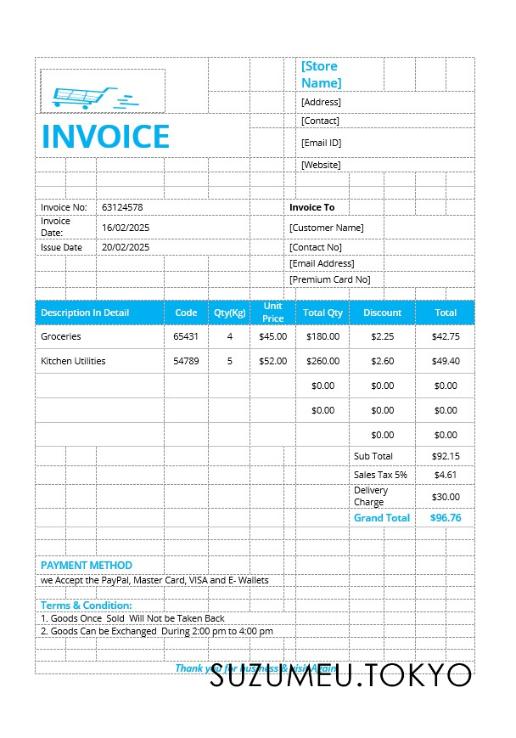 [Store Name]
[Address]
[Contact]
INVOICE
[Email ID]
[Website]
Invoice No: 63124578 Invoice To
Invoice Date: 16/02/2025 [Customer Name]
Issue Date 20/02/2025 [Contact No]
[Email Address]
[Premium Card No]
Description In Detail Code Qty(Kg) Unit Price Total Qty Discount Total
Groceries 65431 4 $45.00 $180.00 $2.25 $42.75
Kitchen Utilities 54789 5 $52.00 $260.00 $2.60 $49.40
$0.00 $0.00 $0.00
$0.00 $0.00 $0.00
$0.00 $0.00
Sub Total $92.15
Sales Tax 5% $4.61
Delivery Charge $30.00
Grand Total $96.76
PAYMENT METHOD
we Accept the PayPal, Master Card, VISA and E- Wallets
Terms & Condition:
1. Goods Once Sold Will Not be Taken Back
2. Goods Can be Exchanged During 2:00 pm to 4:00 pm
Thank you for business & visit Again
SUZUMEU.TOKYO